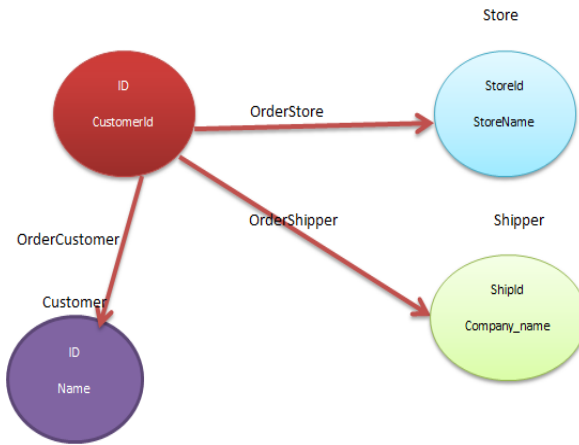 Store
ID
CustomerId
StoreId
StoreName
OrderStore
OrderCustomer
OrderShipper
Shipper
Customer
ShipId
Company_name
ID
Name